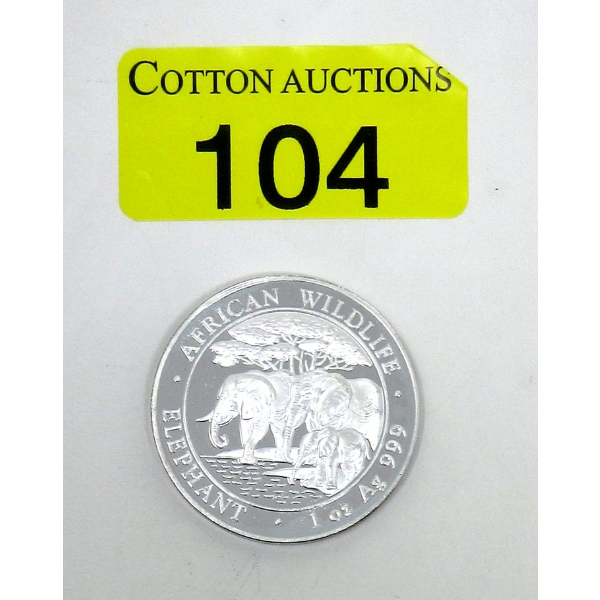 COTTON AUCTIONS
104
AFRICAN WILDLIFE
ELEPHANT · 1 oz Ag 999